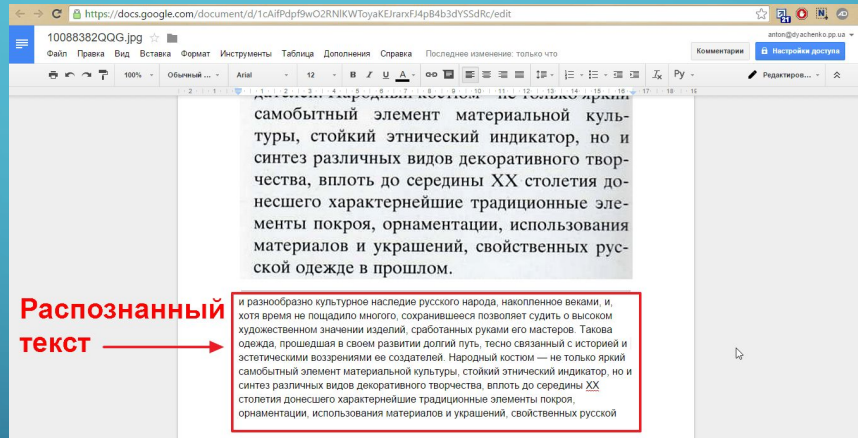 https://docs.google.com/document/d/1cAifPdpf9wO2RNlKWToyaKEJrarxFJ4pB4b3dYSSdRc/edit
10088382QQG.jpg
anton@dyachenko.pp.ua
Файл Правка Вид Вставка Формат Инструменты Таблица Дополнения Справка Последнее изменение: только что
Комментарии Настройки доступа
100% Обычный ... Arial 12 B I U A Ру Редактиров...
дателей. Народный костюм — не только яркий
самобытный элемент материальной куль-
туры, стойкий этнический индикатор, но и
синтез различных видов декоративного твор-
чества, вплоть до середины XX столетия до-
несшего характернейшие традиционные эле-
менты покроя, орнаментации, использования
материалов и украшений, свойственных рус-
ской одежде в прошлом.
Распознанный
текст
и разнообразно культурное наследие русского народа, накопленное веками, и,
хотя время не пощадило многого, сохранившееся позволяет судить о высоком
художественном значении изделий, сработанных руками его мастеров. Такова
одежда, прошедшая в своем развитии долгий путь, тесно связанный с историей и
эстетическими воззрениями ее создателей. Народный костюм — не только яркий
самобытный элемент материальной культуры, стойкий этнический индикатор, но и
синтез различных видов декоративного творчества, вплоть до середины XX
столетия донесшего характернейшие традиционные элементы покроя,
орнаментации, использования материалов и украшений, свойственных русской